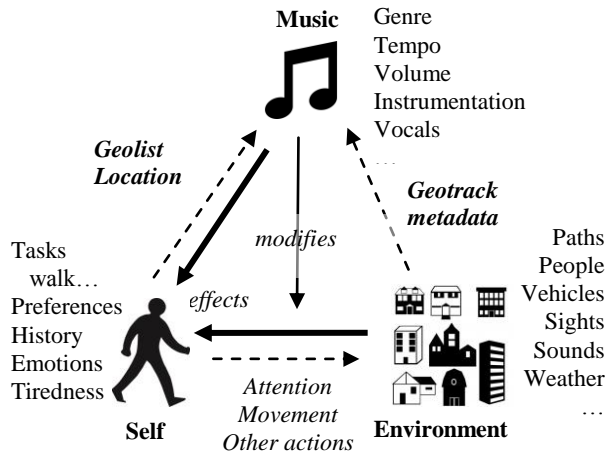 Music
Genre
Tempo
Volume
Instrumentation
Vocals
...
Geolist
Location
Geotrack
metadata
modifies
effects
Tasks
walk…
Preferences
History
Emotions
Tiredness
Paths
People
Vehicles
Sights
Sounds
Weather
...
Attention
Movement
Other actions
Self
Environment